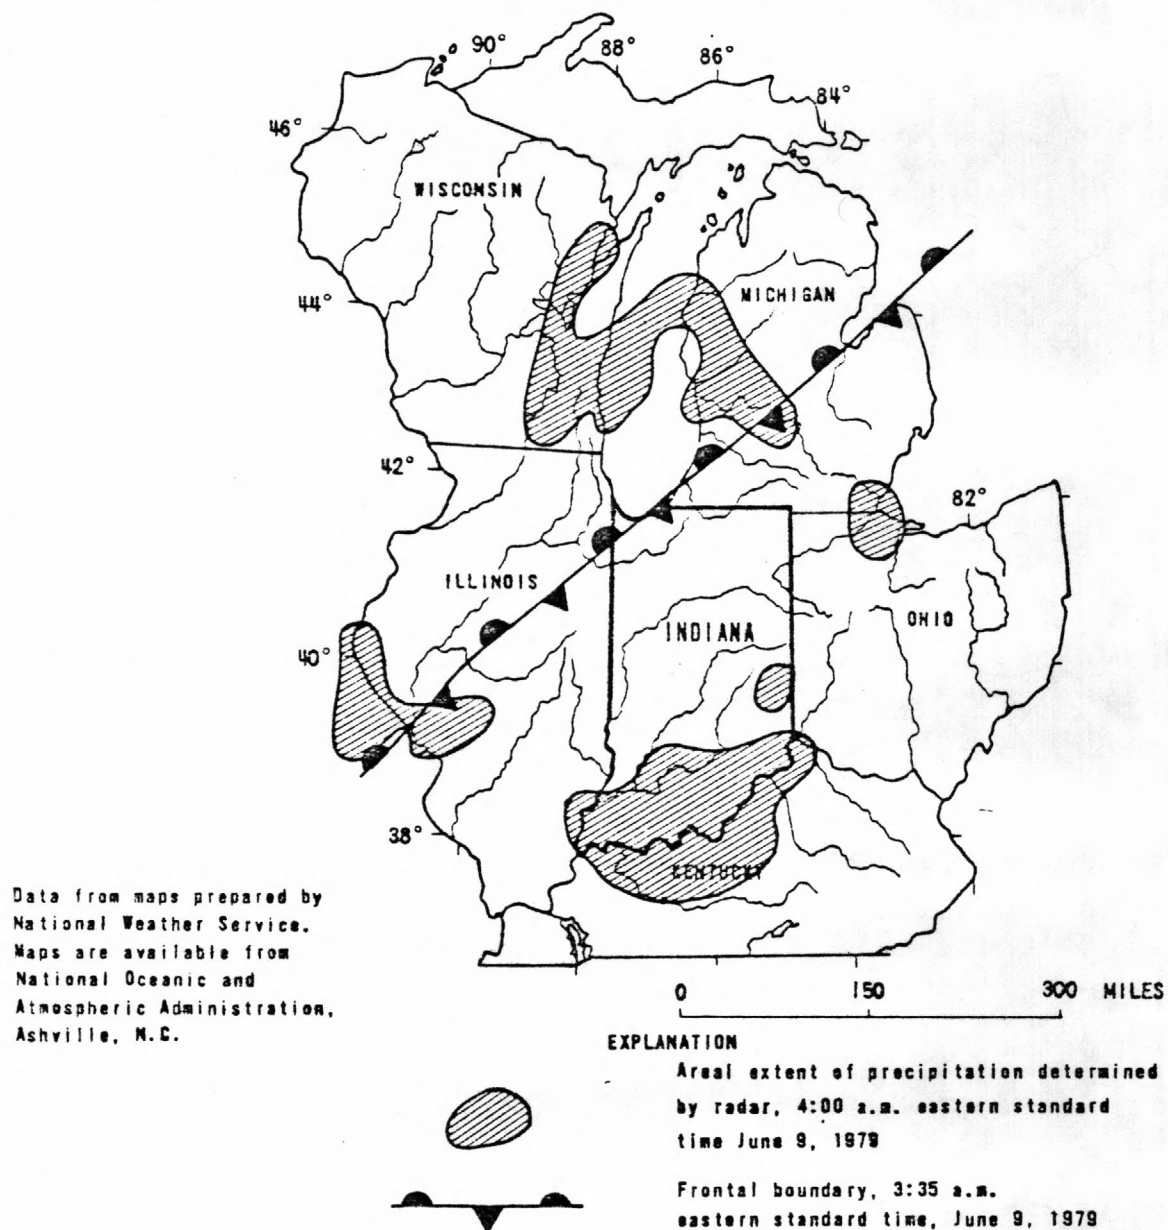 90°
88°
86°
84°
46°
WISCONSIN
44°
MICHIGAN
42°
82°
ILLINOIS
INDIANA
OHIO
40°
38°
KENTUCKY
Data from maps prepared by
National Weather Service.
Maps are available from
National Oceanic and
Atmospheric Administration,
Ashville, N.C.
0 150 300 MILES
EXPLANATION
Areal extent of precipitation determined
by radar, 4:00 a.m. eastern standard
time June 9, 1979
Frontal boundary, 3:35 a.m.
eastern standard time, June 9, 1979